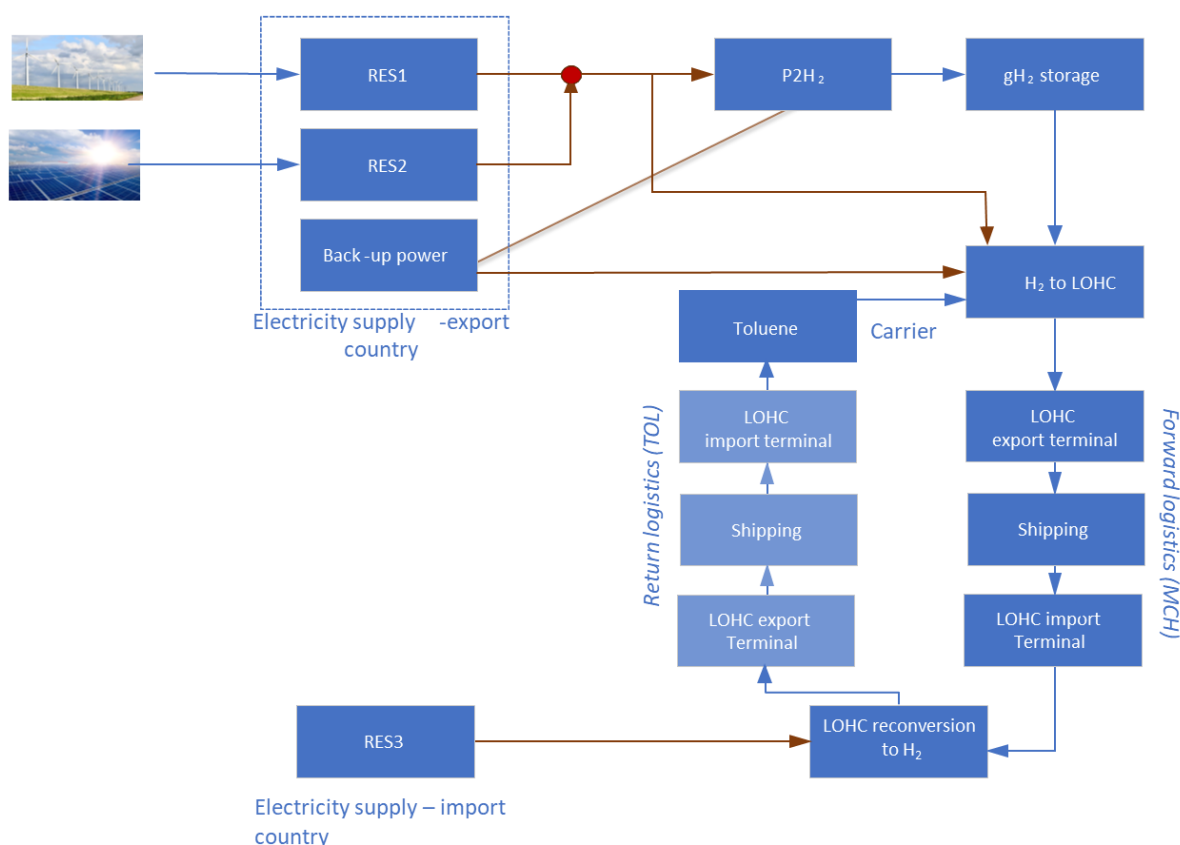 RES1
P2H₂
gH₂ storage
RES2
Back -up power
H₂ to LOHC
Electricity supply -export
country
Toluene
Carrier
LOHC
import terminal
LOHC
export terminal
Return logistics (TOL)
Forward logistics (MCH)
Shipping
Shipping
LOHC export
Terminal
LOHC import
Terminal
RES3
LOHC reconversion
to H₂
Electricity supply – import
country